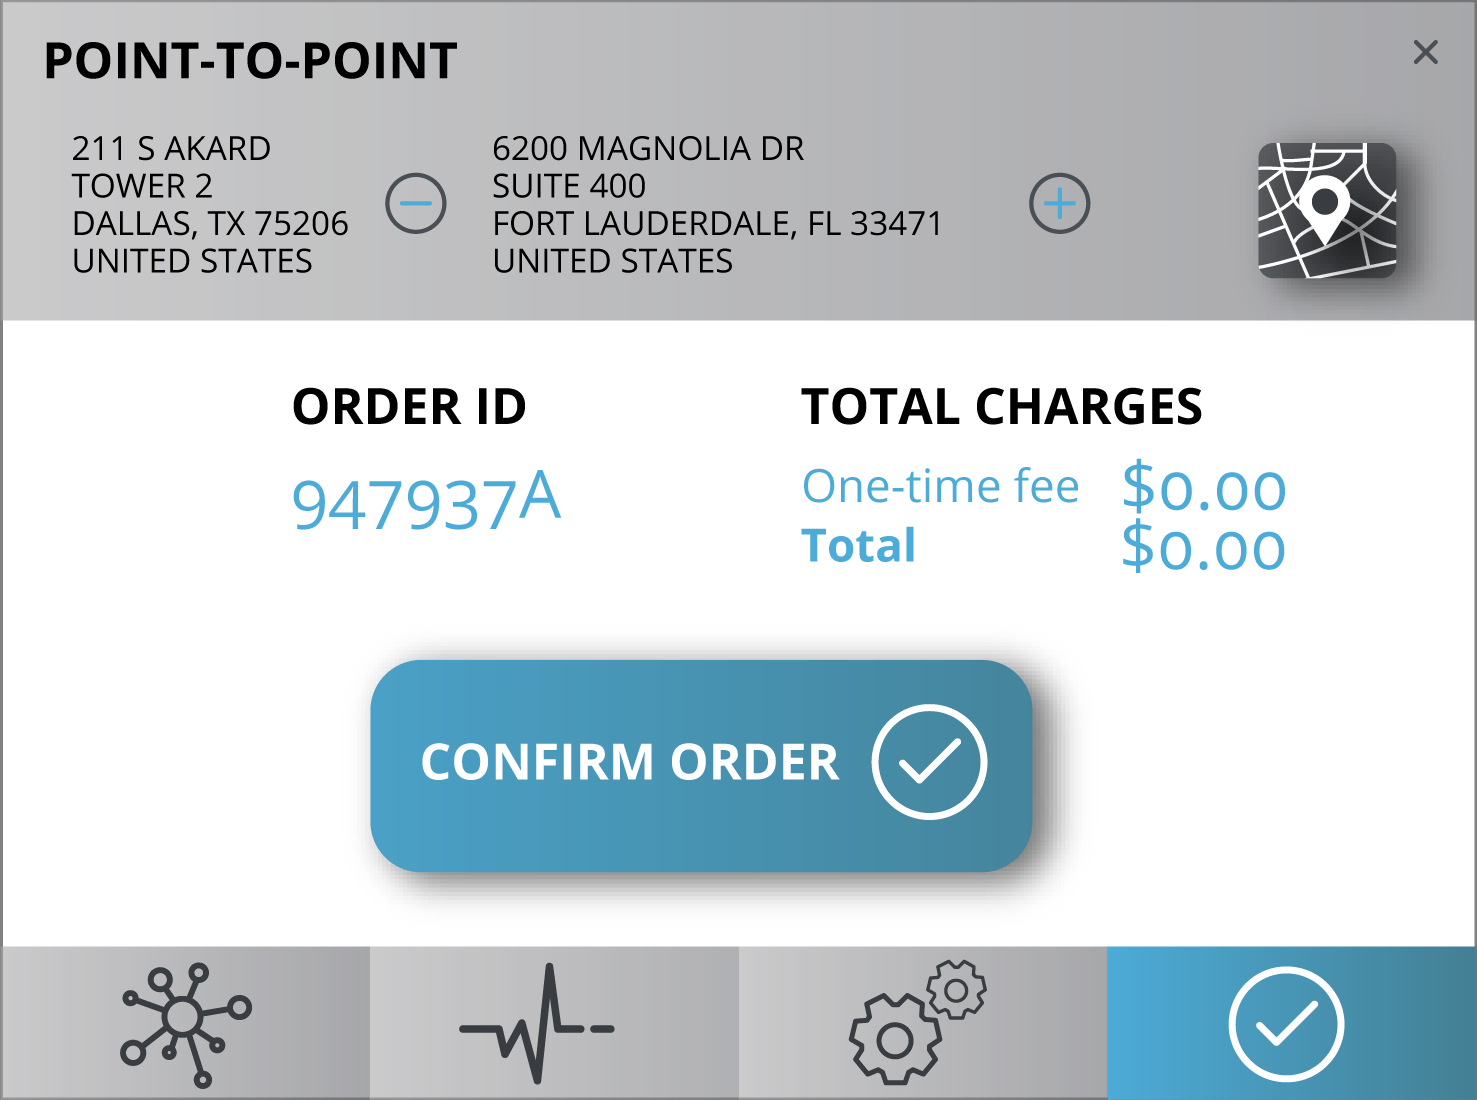 POINT-TO-POINT
211 S AKARD
TOWER 2
DALLAS, TX 75206
UNITED STATES
6200 MAGNOLIA DR
SUITE 400
FORT LAUDERDALE, FL 33471
UNITED STATES
ORDER ID
947937A
TOTAL CHARGES
One-time fee $0.00
Total $0.00
CONFIRM ORDER